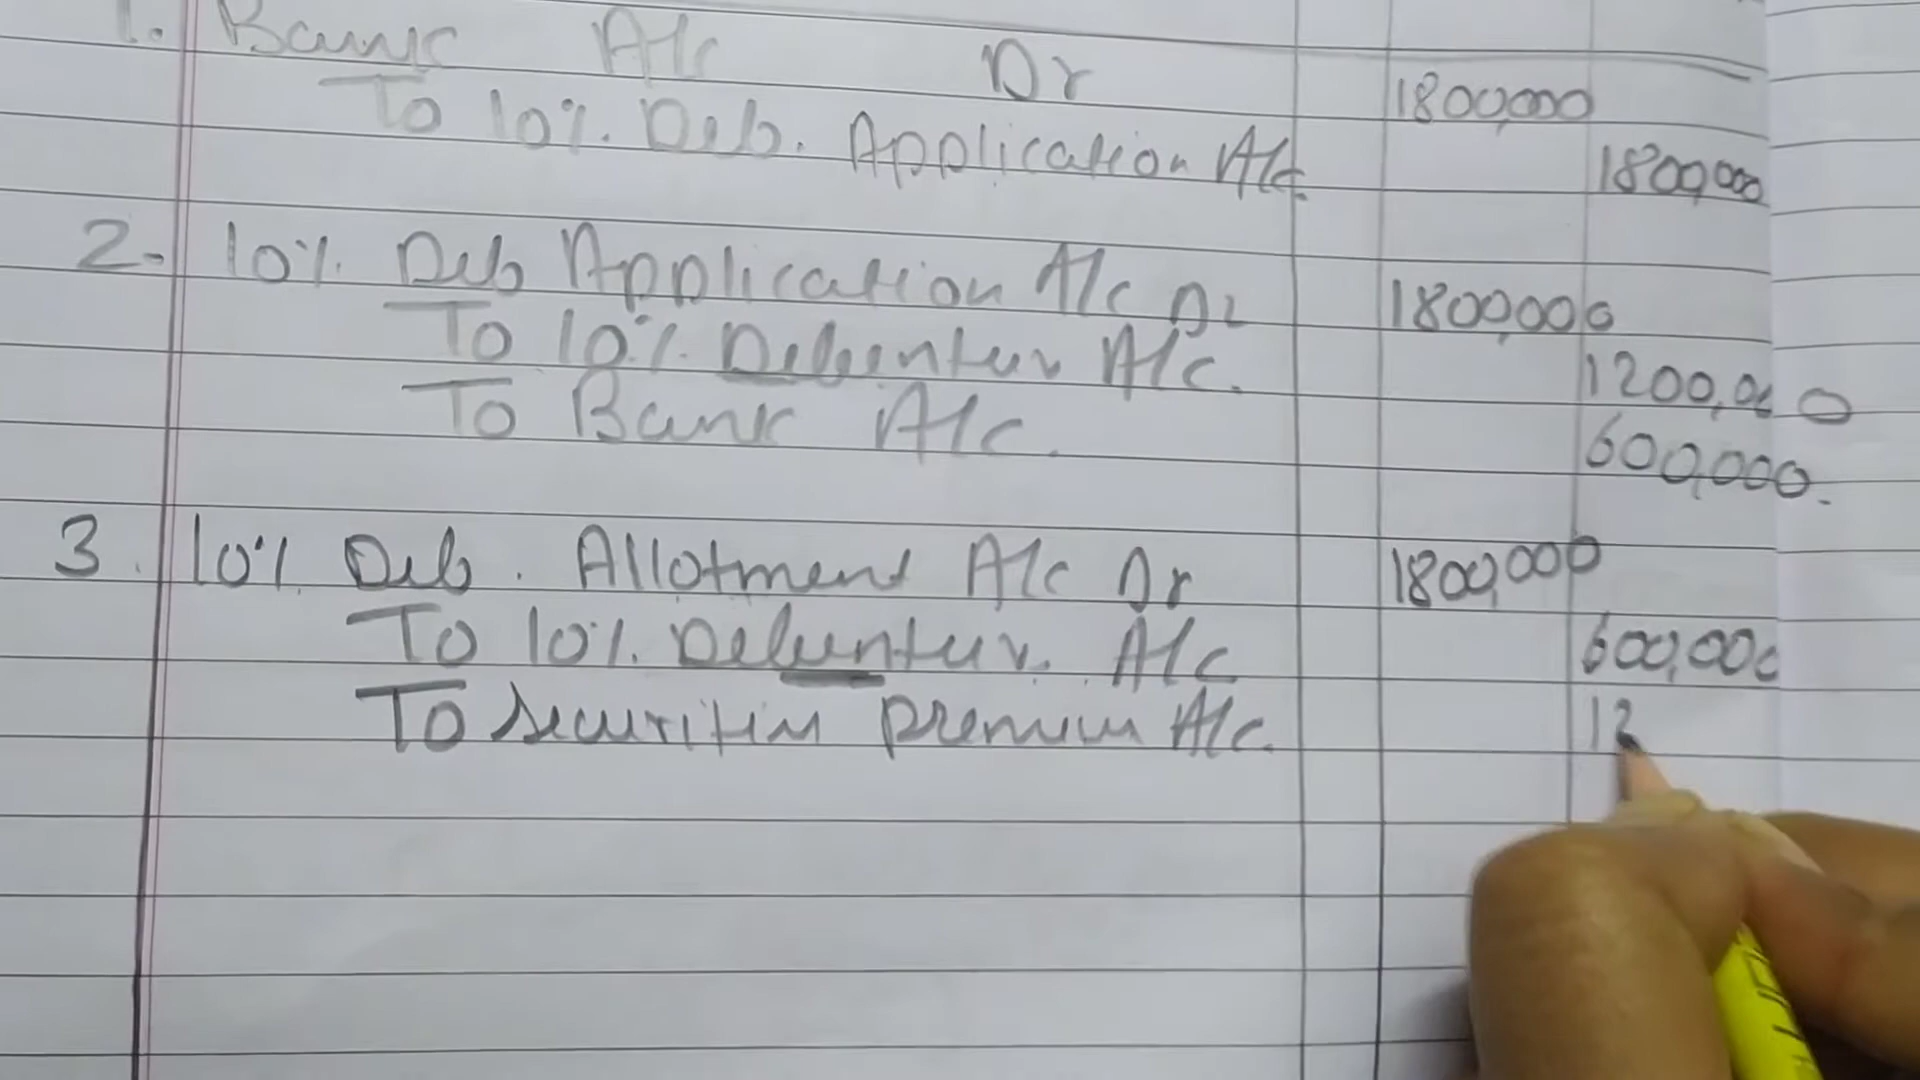 1. Bank A/c Dr 1800,000
To 10%. Deb. Application A/c. 1800,000
2. 10%. Deb Application A/c Dr 1800,000
To 10%. Debentur A/c. 1200,000
To Bank A/c. 600,000.
3. 10% Deb. Allotment A/c Dr 1800,000
To 10%. Debentur. A/c 600,000
To Securities premium A/c. 12